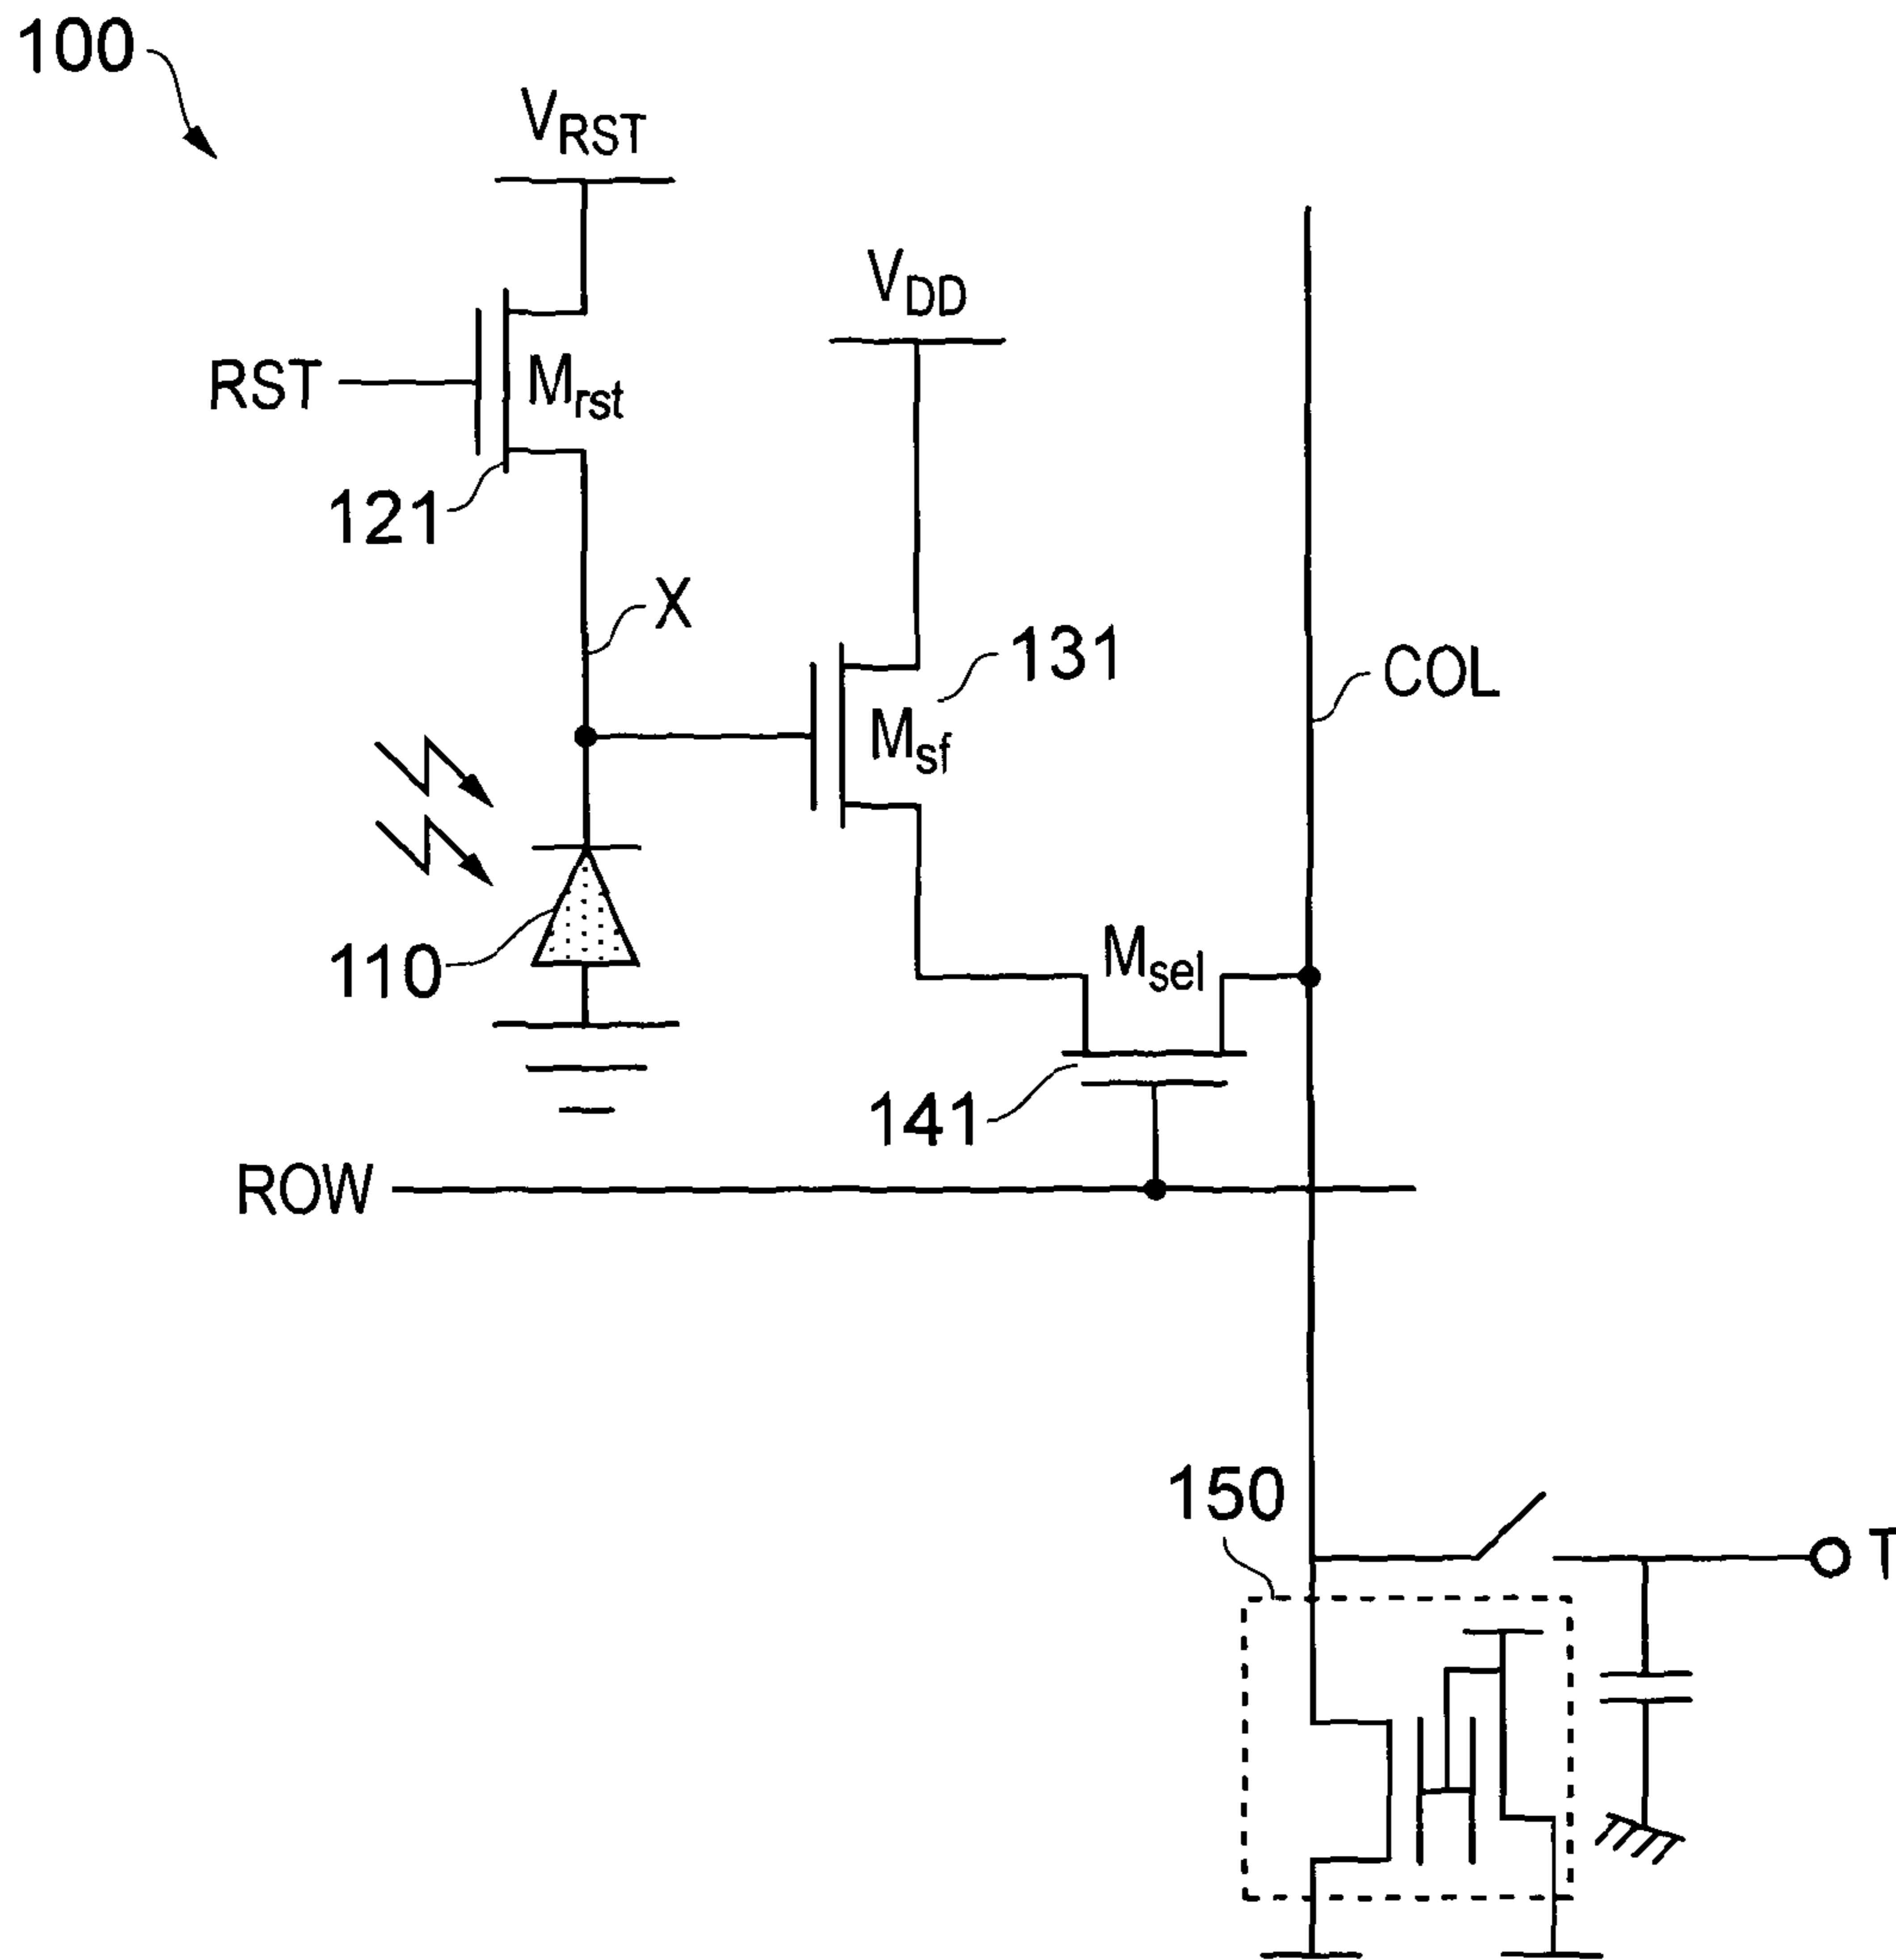 100
VRST
VDD
RST
Mrst
121
X
131
COL
Msf
110
Msel
141
ROW
150
T